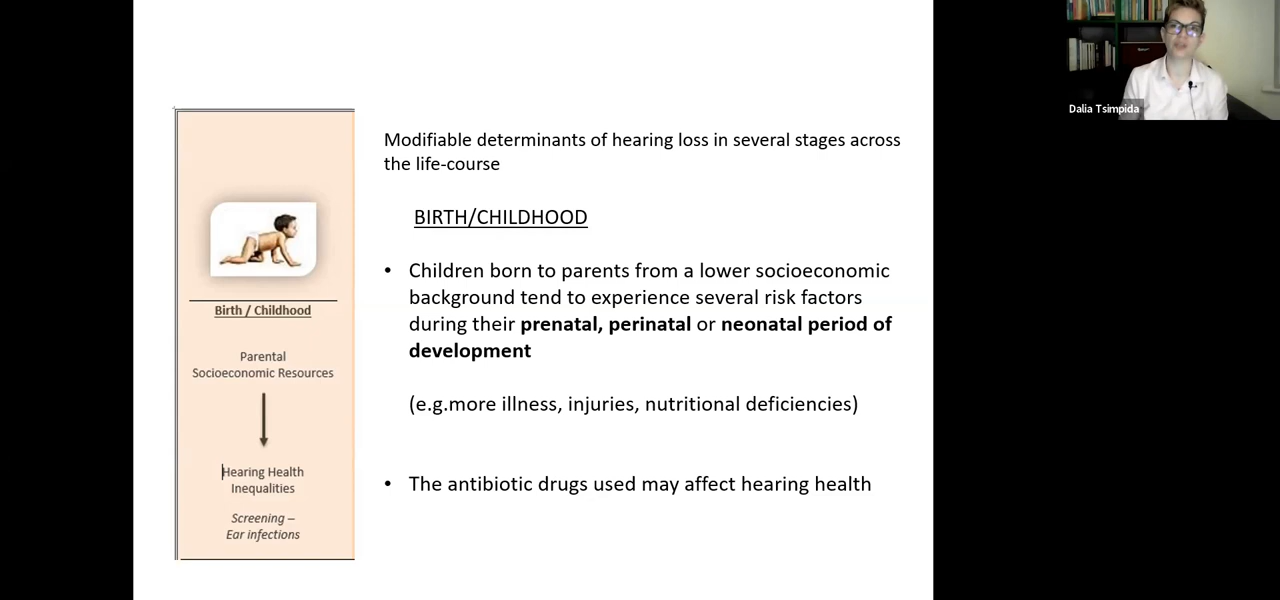 Dalia Tsimpida
Modifiable determinants of hearing loss in several stages across
the life-course
BIRTH/CHILDHOOD
• Children born to parents from a lower socioeconomic
background tend to experience several risk factors
during their prenatal, perinatal or neonatal period of
development
(e.g.more illness, injuries, nutritional deficiencies)
• The antibiotic drugs used may affect hearing health
Birth / Childhood
Parental
Socioeconomic Resources
Hearing Health
Inequalities
Screening –
Ear infections